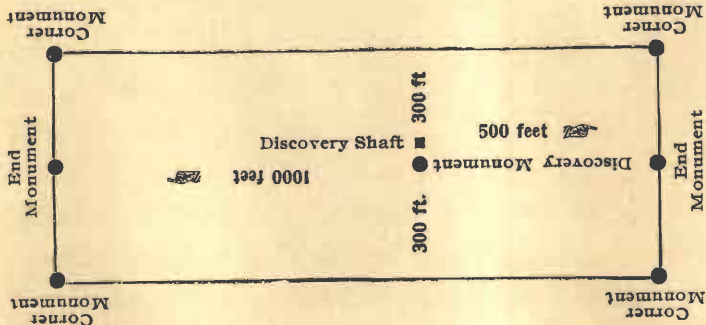 Corner
Monument
Corner
Monument
End
Monument
300 ft
Discovery Shaft
500 feet
Discovery Monument
1000 feet
300 ft.
End
Monument
Corner
Monument
Corner
Monument